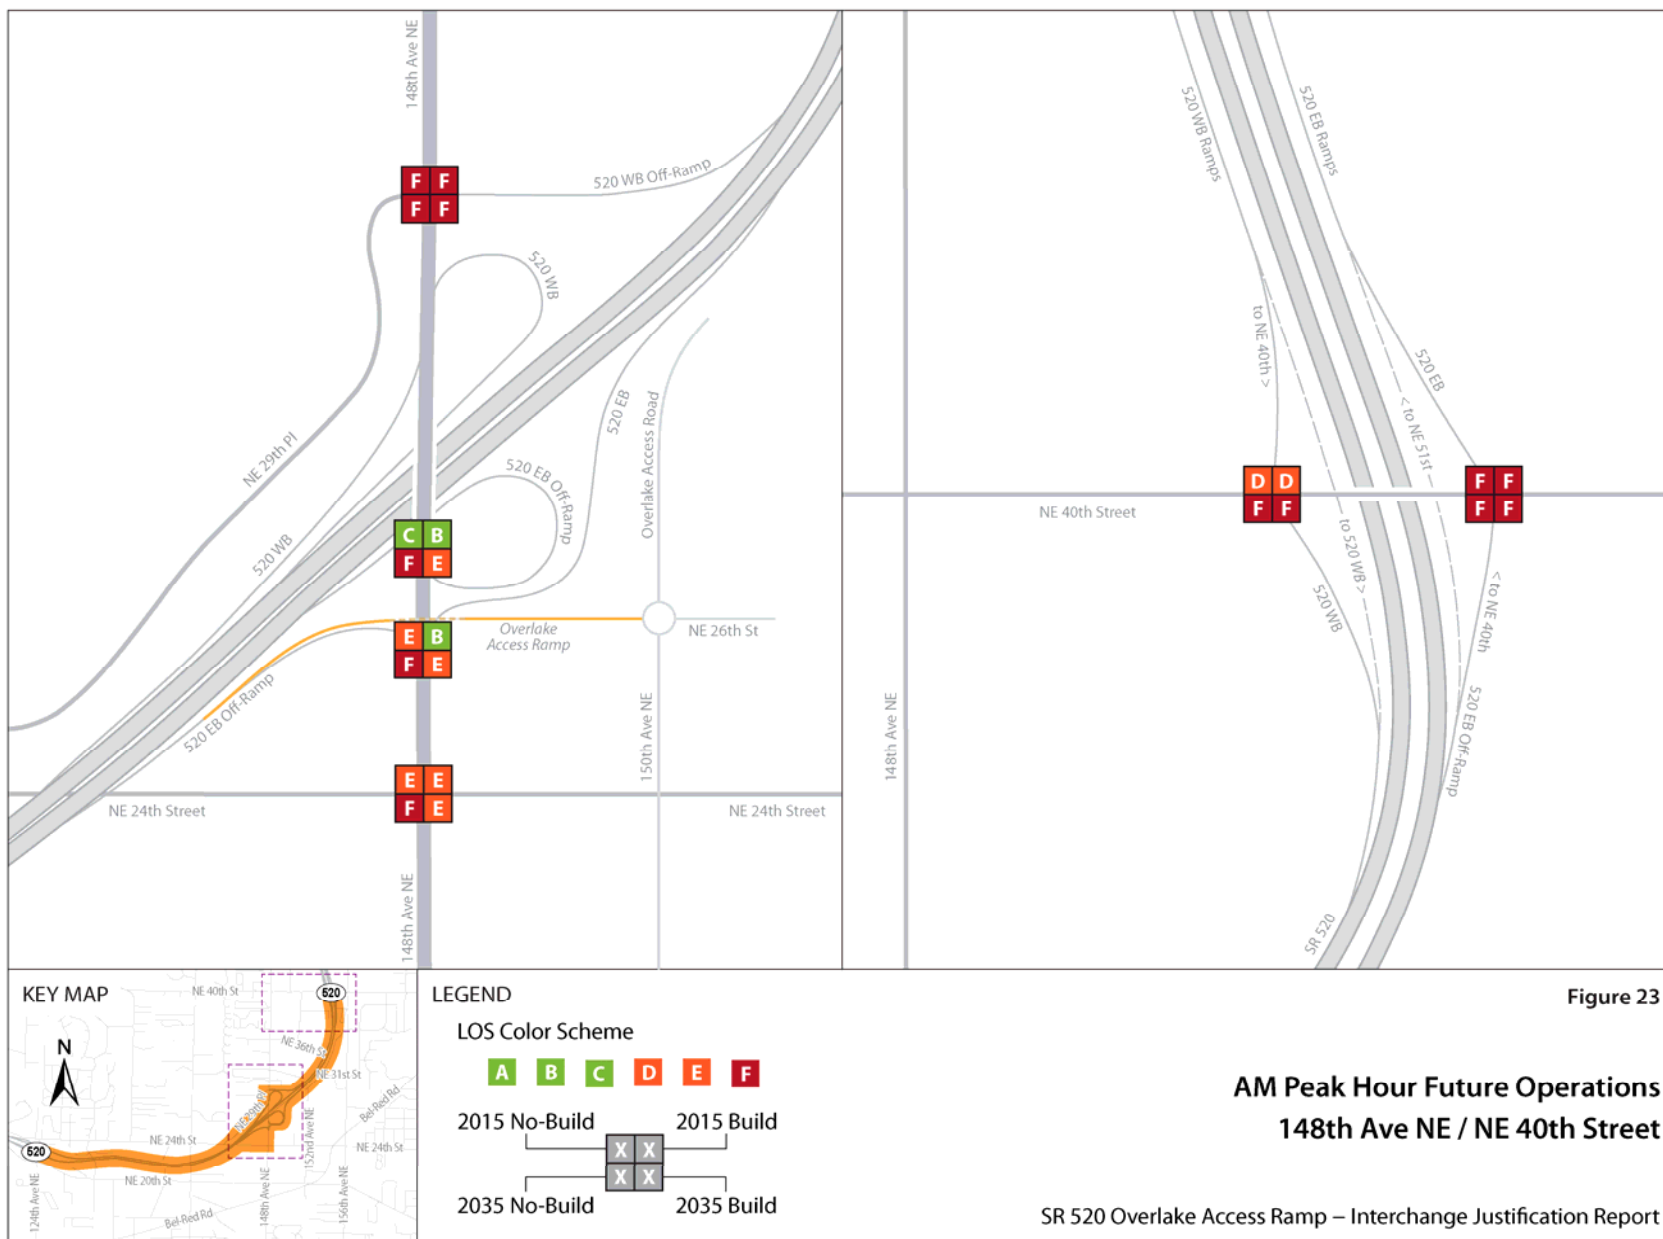 148th Ave NE
F F
F F
520 WB Off-Ramp
520 WB
NE 29th Pl
520 EB
Overlake Access Road
520 EB Off-Ramp
520 WB
C B
F E
E B
F E
Overlake
Access Ramp
NE 26th St
520 EB Off-Ramp
150th Ave NE
E E
F E
NE 24th Street
NE 24th Street
148th Ave NE
520 WB Ramps
520 EB Ramps
to NE 40th >
520 EB
< to NE 51st
D D
F F
F F
F F
NE 40th Street
to 520 WB >
520 WB
< to NE 40th
148th Ave NE
520 EB Off-Ramp
SR 520
KEY MAP
NE 40th St
520
N
NE 36th St
NE 31st St
NE 29th Pl
Bel-Red Rd
NE 24th St
152nd Ave NE
NE 24th St
520
NE 20th St
124th Ave NE
Bel-Red Rd
148th Ave NE
156th Ave NE
LEGEND
LOS Color Scheme
A B C D E F
2015 No-Build 2015 Build
X X
X X
2035 No-Build 2035 Build
Figure 23
AM Peak Hour Future Operations
148th Ave NE / NE 40th Street
SR 520 Overlake Access Ramp – Interchange Justification Report